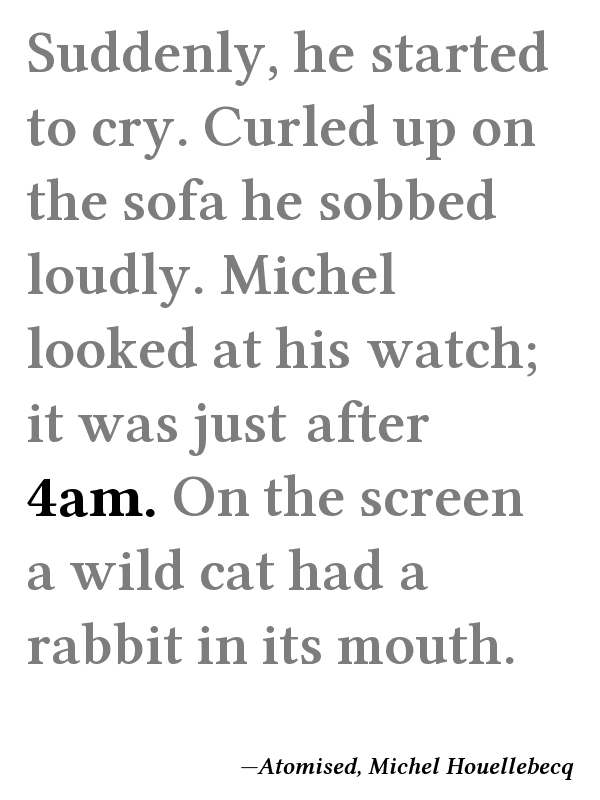 Suddenly, he started
to cry. Curled up on
the sofa he sobbed
loudly. Michel
looked at his watch;
it was just after
4am. On the screen
a wild cat had a
rabbit in its mouth.
—Atomised, Michel Houellebecq